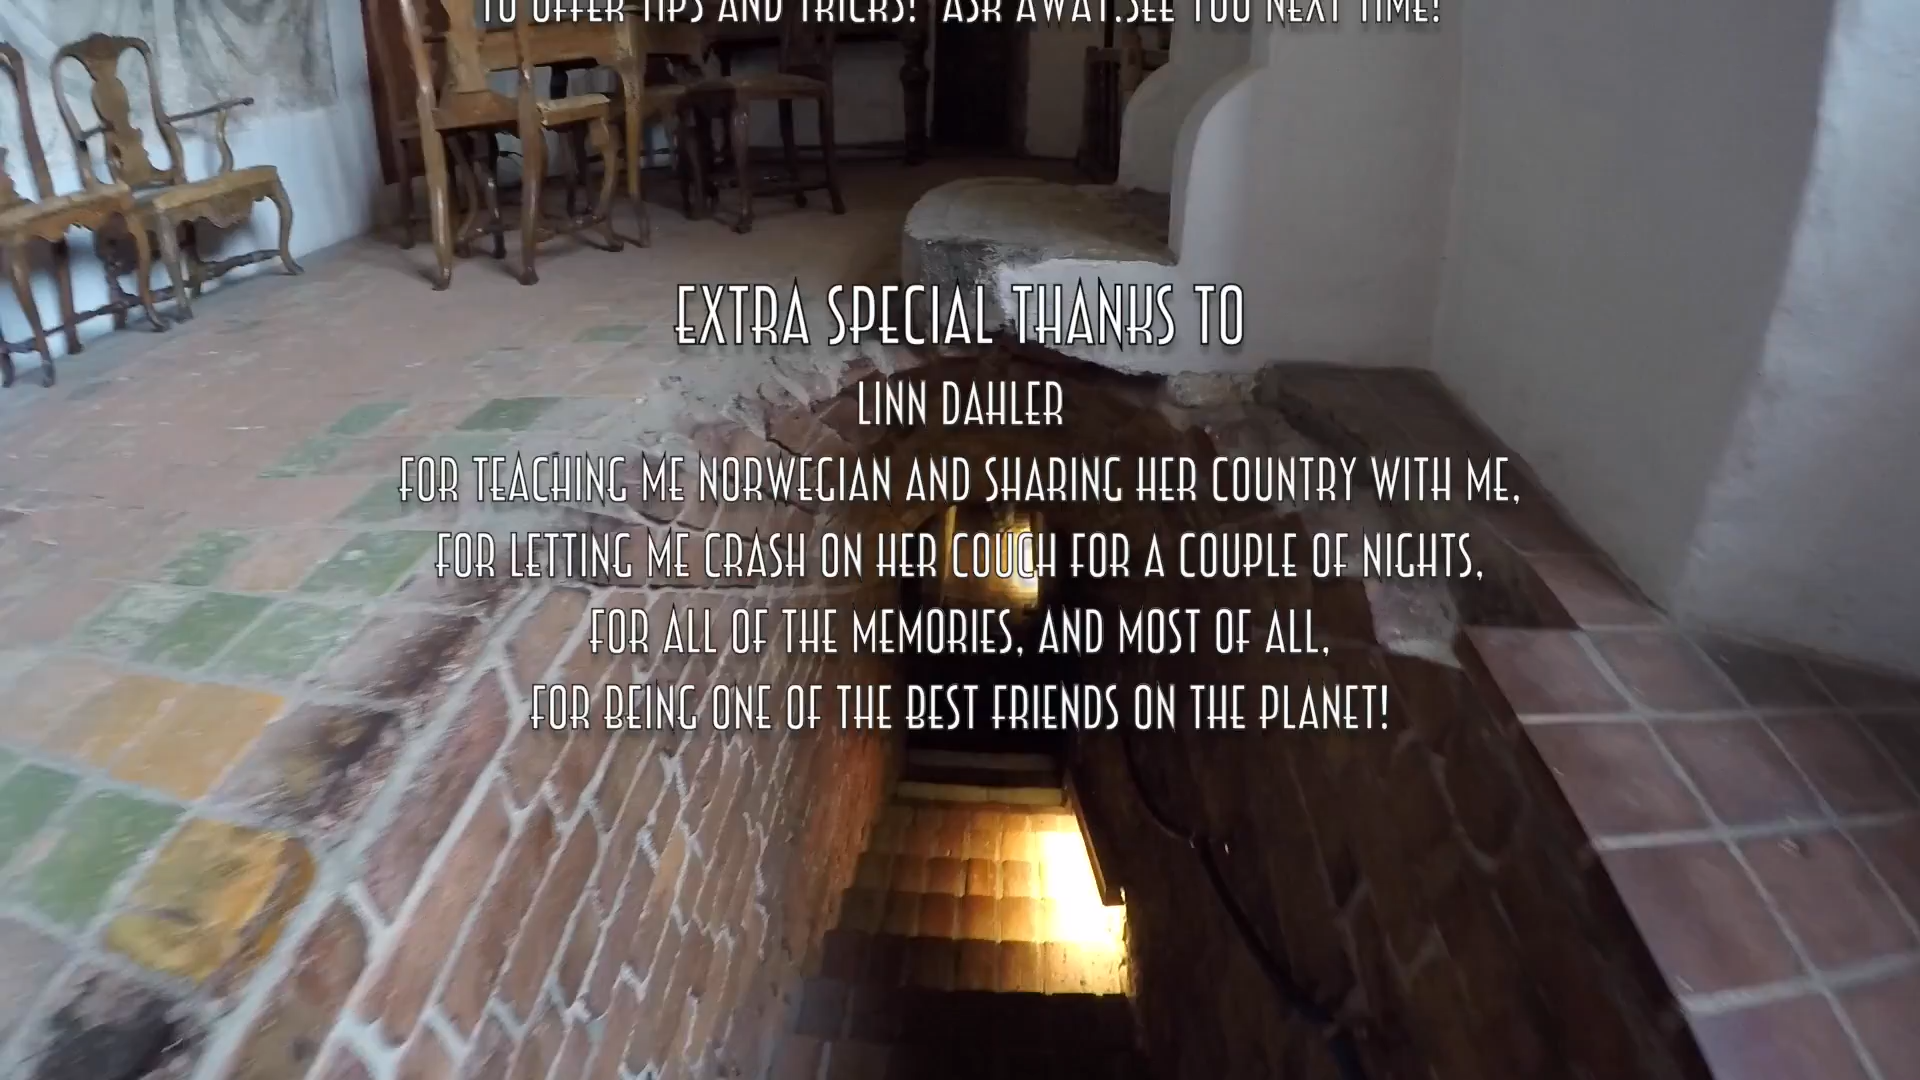 TO OFFER TIPS AND TRICKS! ASK AWAY.SEE YOU NEXT TIME!
EXTRA SPECIAL THANKS TO
LINN DAHLER
FOR TEACHING ME NORWEGIAN AND SHARING HER COUNTRY WITH ME,
FOR LETTING ME CRASH ON HER COUCH FOR A COUPLE OF NIGHTS,
FOR ALL OF THE MEMORIES, AND MOST OF ALL,
FOR BEING ONE OF THE BEST FRIENDS ON THE PLANET!